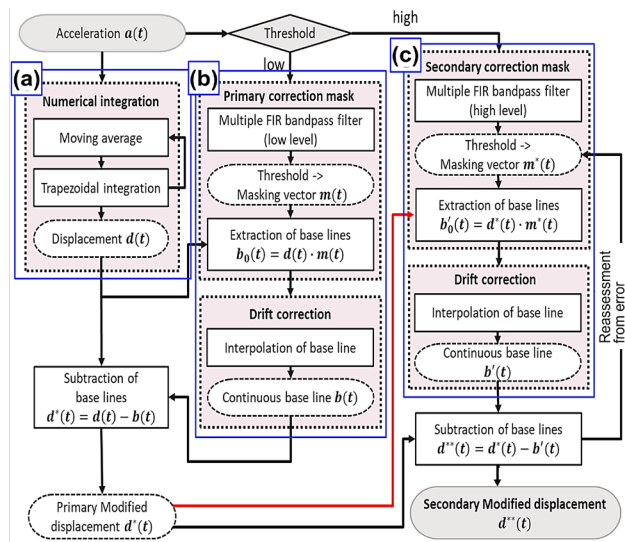 Acceleration a(t)
Threshold
high
low
(a)
Numerical integration
Moving average
Trapezoidal integration
Displacement d(t)
(b)
Primary correction mask
Multiple FIR bandpass filter
(low level)
Threshold ->
Masking vector m(t)
Extraction of base lines
b₀(t) = d(t) · m(t)
Drift correction
Interpolation of base line
Continuous base line b(t)
(c)
Secondary correction mask
Multiple FIR bandpass filter
(high level)
Threshold ->
Masking vector m*(t)
Extraction of base lines
b₀′(t) = d*(t) · m*(t)
Drift correction
Interpolation of base line
Continuous base line
b′(t)
Reassessment
from error
Subtraction of
base lines
d*(t) = d(t) − b(t)
Subtraction of base lines
d**(t) = d*(t) − b′(t)
Primary Modified
displacement d*(t)
Secondary Modified displacement
d**(t)